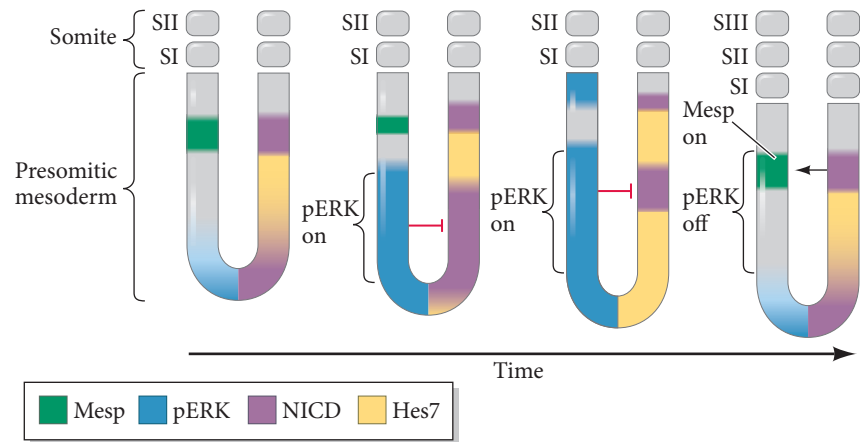 Somite
SII
SI
SII
SI
SII
SI
SIII
SII
SI
Mesp
on
Presomitic
mesoderm
pERK
on
pERK
on
pERK
off
Time
Mesp
pERK
NICD
Hes7